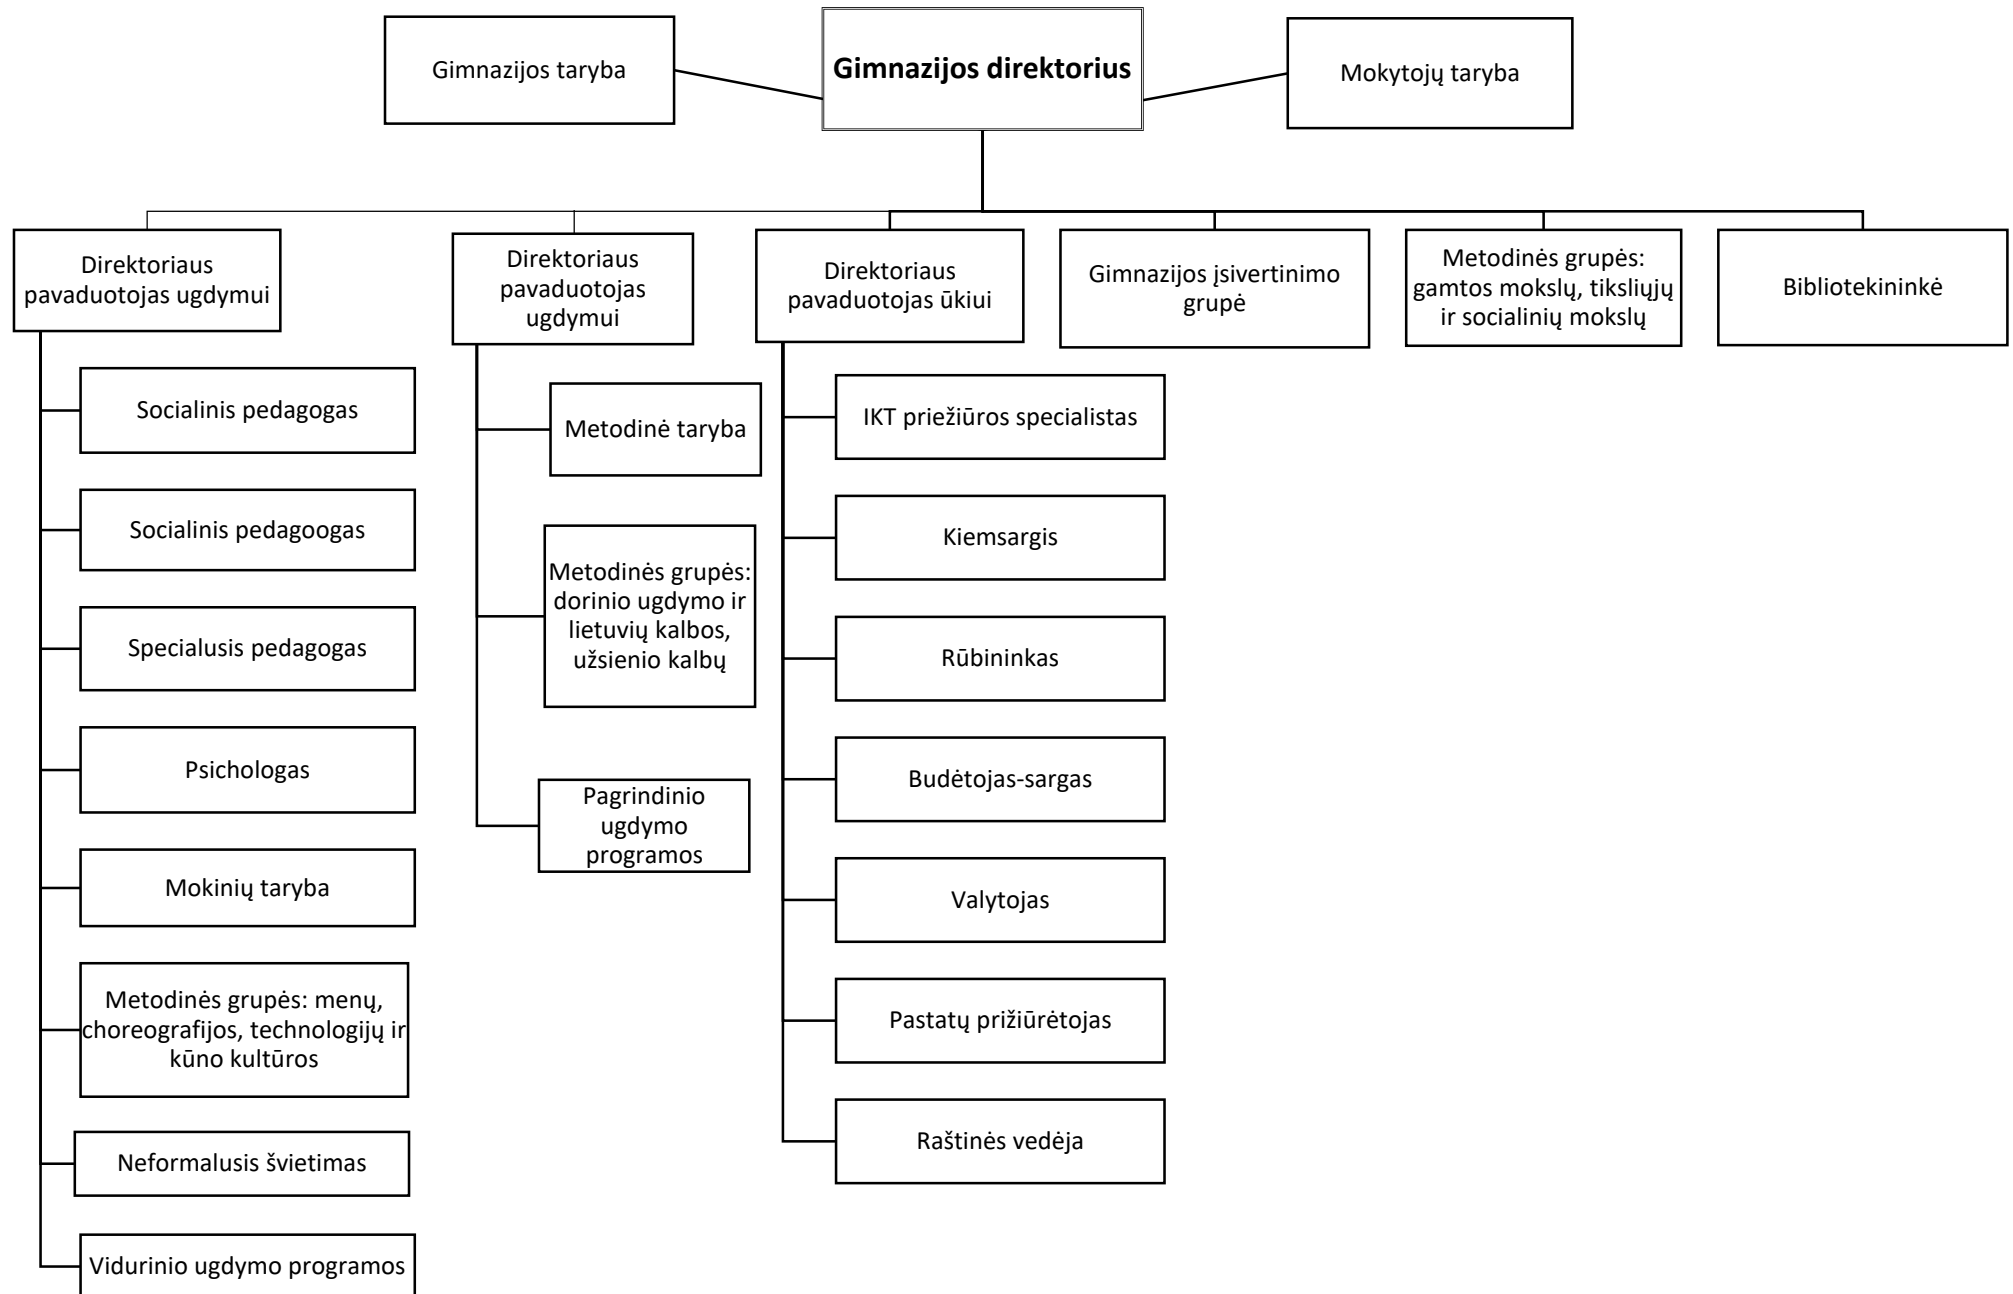 Gimnazijos taryba
Gimnazijos direktorius
Mokytojų taryba
Direktoriaus
pavaduotojas ugdymui
Direktoriaus
pavaduotojas
ugdymui
Direktoriaus
pavaduotojas ūkiui
Gimnazijos įsivertinimo
grupė
Metodinės grupės:
gamtos mokslų, tiksliųjų
ir socialinių mokslų
Bibliotekininkė
Socialinis pedagogas
Socialinis pedagoogas
Specialusis pedagogas
Psichologas
Mokinių taryba
Metodinės grupės: menų,
choreografijos, technologijų ir
kūno kultūros
Neformalusis švietimas
Vidurinio ugdymo programos
Metodinė taryba
Metodinės grupės:
dorinio ugdymo ir
lietuvių kalbos,
užsienio kalbų
Pagrindinio
ugdymo
programos
IKT priežiūros specialistas
Kiemsargis
Rūbininkas
Budėtojas-sargas
Valytojas
Pastatų prižiūrėtojas
Raštinės vedėja